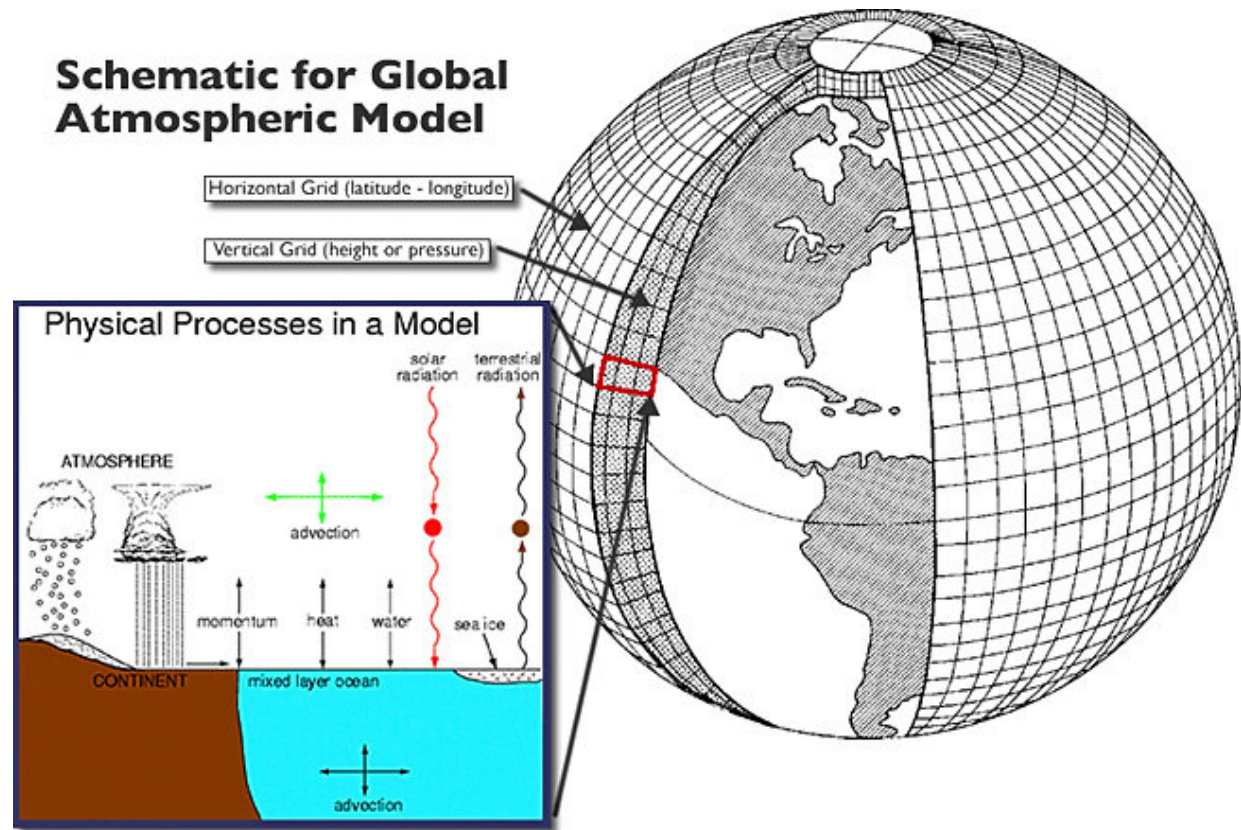 Schematic for Global
Atmospheric Model
Horizontal Grid (latitude - longitude)
Vertical Grid (height or pressure)
Physical Processes in a Model
solar
radiation
terrestrial
radiation
ATMOSPHERE
advection
momentum
heat
water
sea ice
CONTINENT
mixed layer ocean
advection